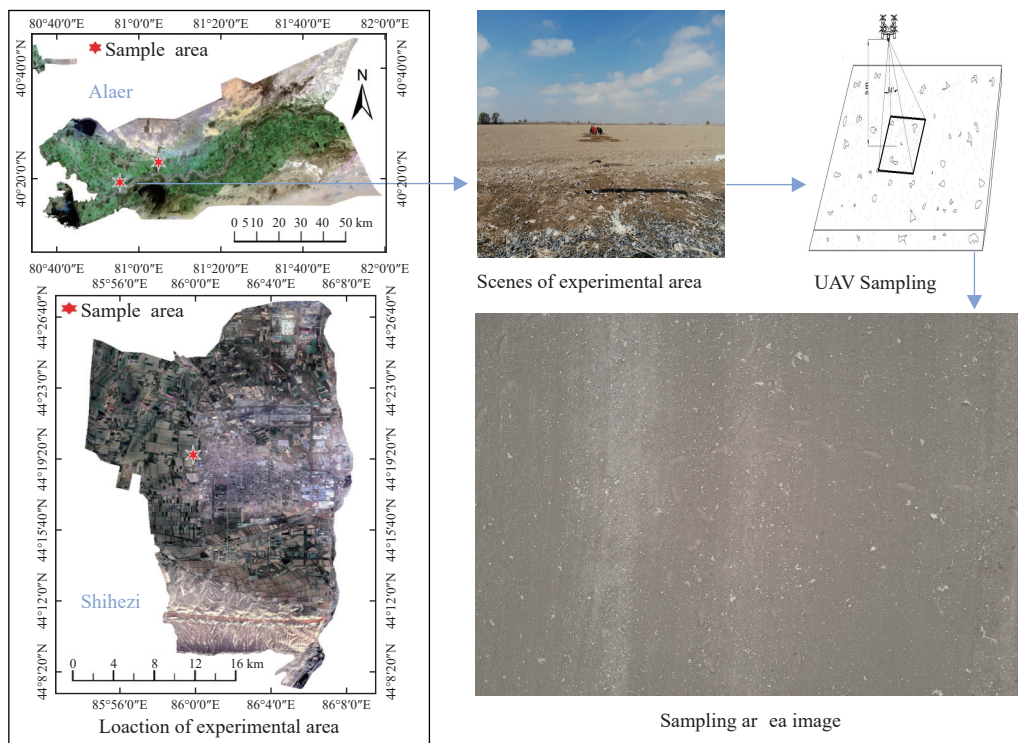 80°40′0″E 81°0′0″E 81°20′0″E 81°40′0″E 82°0′0″E
Sample area
Alaer
N
40°40′0″N
40°20′0″N
40°40′0″N
40°20′0″N
0 5 10 20 30 40 50 km
80°40′0″E 81°0′0″E 81°20′0″E 81°40′0″E 82°0′0″E
85°56′0″E 86°0′0″E 86°4′0″E 86°8′0″E
Sample area
44°26′40″N
44°23′0″N
44°19′20″N
44°15′40″N
44°12′0″N
44°8′20″N
44°26′40″N
44°23′0″N
44°19′20″N
44°15′40″N
44°12′0″N
44°8′20″N
Shihezi
0 4 8 12 16 km
85°56′0″E 86°0′0″E 86°4′0″E 86°8′0″E
Loaction of experimental area
Scenes of experimental area
UAV Sampling
Sampling ar ea image